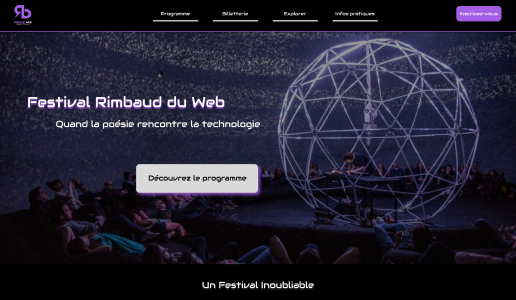 Rb
Programme
Billetterie
Explorer
Infos pratiques
Inscrivez-vous
Festival Rimbaud du Web
Quand la poésie rencontre la technologie
Découvrez le programme
Un Festival Inoubliable